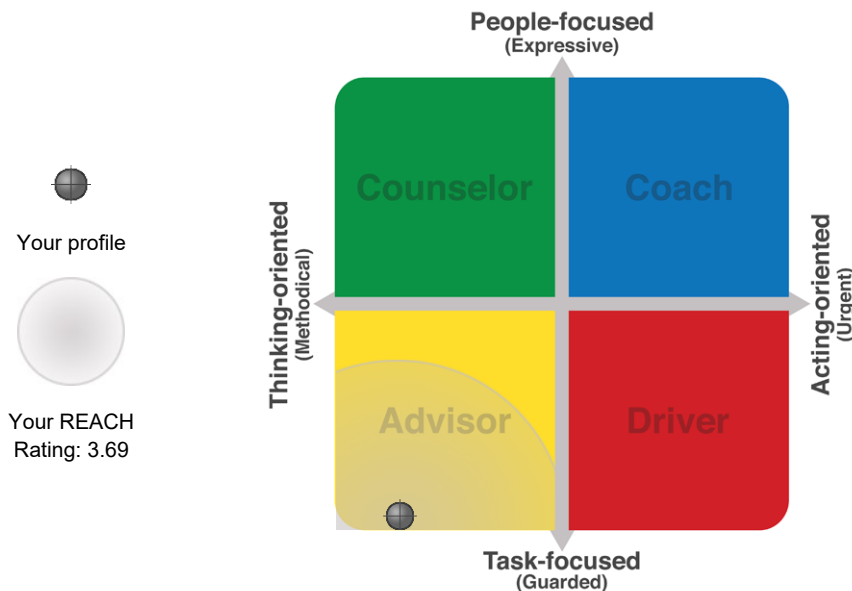 People-focused
(Expressive)
Counselor
Coach
Your profile
Thinking-oriented
(Methodical)
Acting-oriented
(Urgent)
Your REACH
Rating: 3.69
Advisor
Driver
Task-focused
(Guarded)